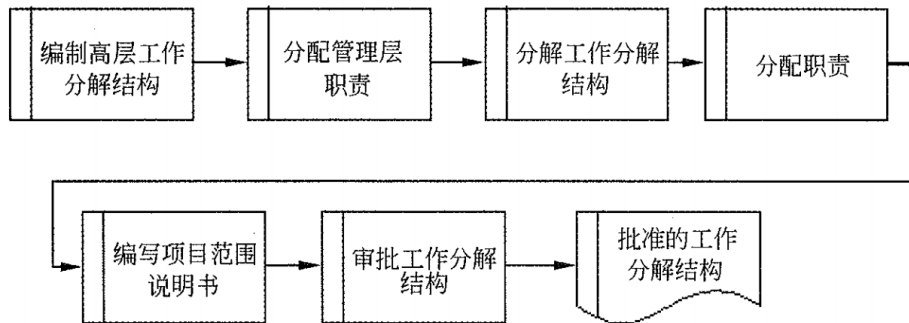 编制高层工作
分解结构
分配管理层
职责
分解工作分解
结构
分配职责
编写项目范围
说明书
审批工作分解
结构
批准的工作
分解结构